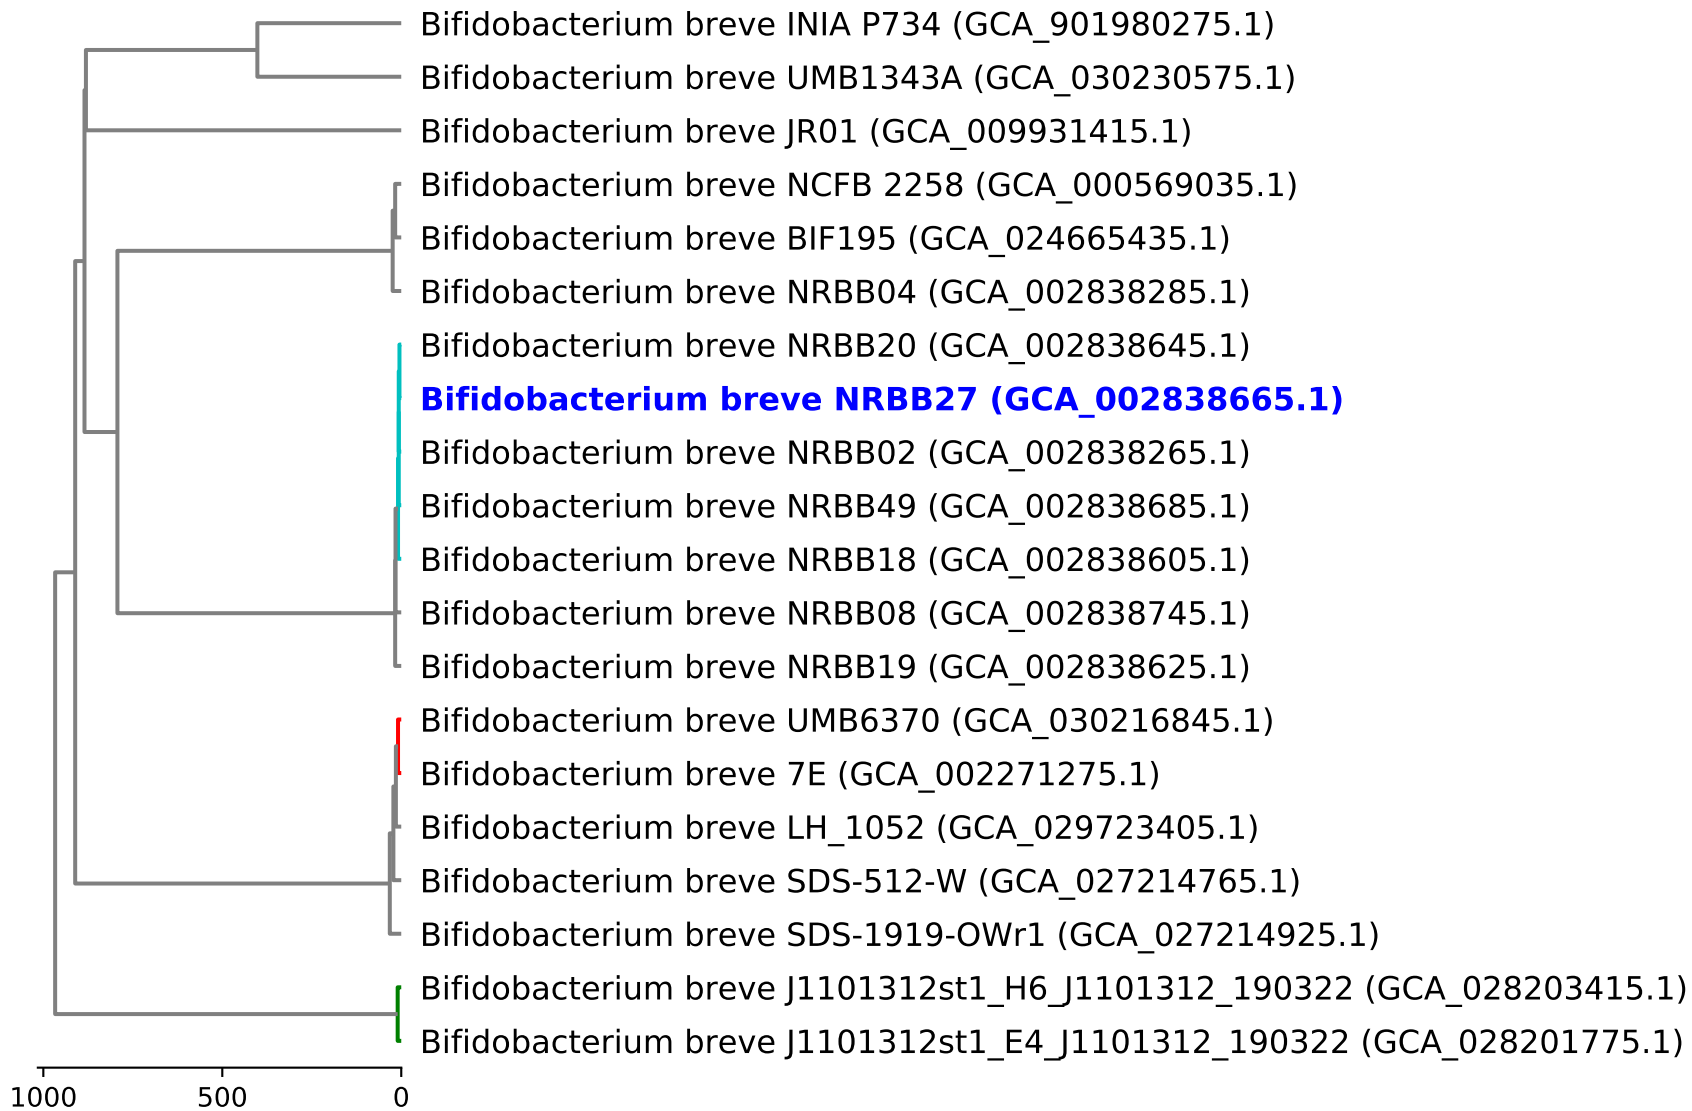 Bifidobacterium breve INIA P734 (GCA_901980275.1)
Bifidobacterium breve UMB1343A (GCA_030230575.1)
Bifidobacterium breve JR01 (GCA_009931415.1)
Bifidobacterium breve NCFB 2258 (GCA_000569035.1)
Bifidobacterium breve BIF195 (GCA_024665435.1)
Bifidobacterium breve NRBB04 (GCA_002838285.1)
Bifidobacterium breve NRBB20 (GCA_002838645.1)
Bifidobacterium breve NRBB27 (GCA_002838665.1)
Bifidobacterium breve NRBB02 (GCA_002838265.1)
Bifidobacterium breve NRBB49 (GCA_002838685.1)
Bifidobacterium breve NRBB18 (GCA_002838605.1)
Bifidobacterium breve NRBB08 (GCA_002838745.1)
Bifidobacterium breve NRBB19 (GCA_002838625.1)
Bifidobacterium breve UMB6370 (GCA_030216845.1)
Bifidobacterium breve 7E (GCA_002271275.1)
Bifidobacterium breve LH_1052 (GCA_029723405.1)
Bifidobacterium breve SDS-512-W (GCA_027214765.1)
Bifidobacterium breve SDS-1919-OWr1 (GCA_027214925.1)
Bifidobacterium breve J1101312st1_H6_J1101312_190322 (GCA_028203415.1)
Bifidobacterium breve J1101312st1_E4_J1101312_190322 (GCA_028201775.1)
1000 500 0